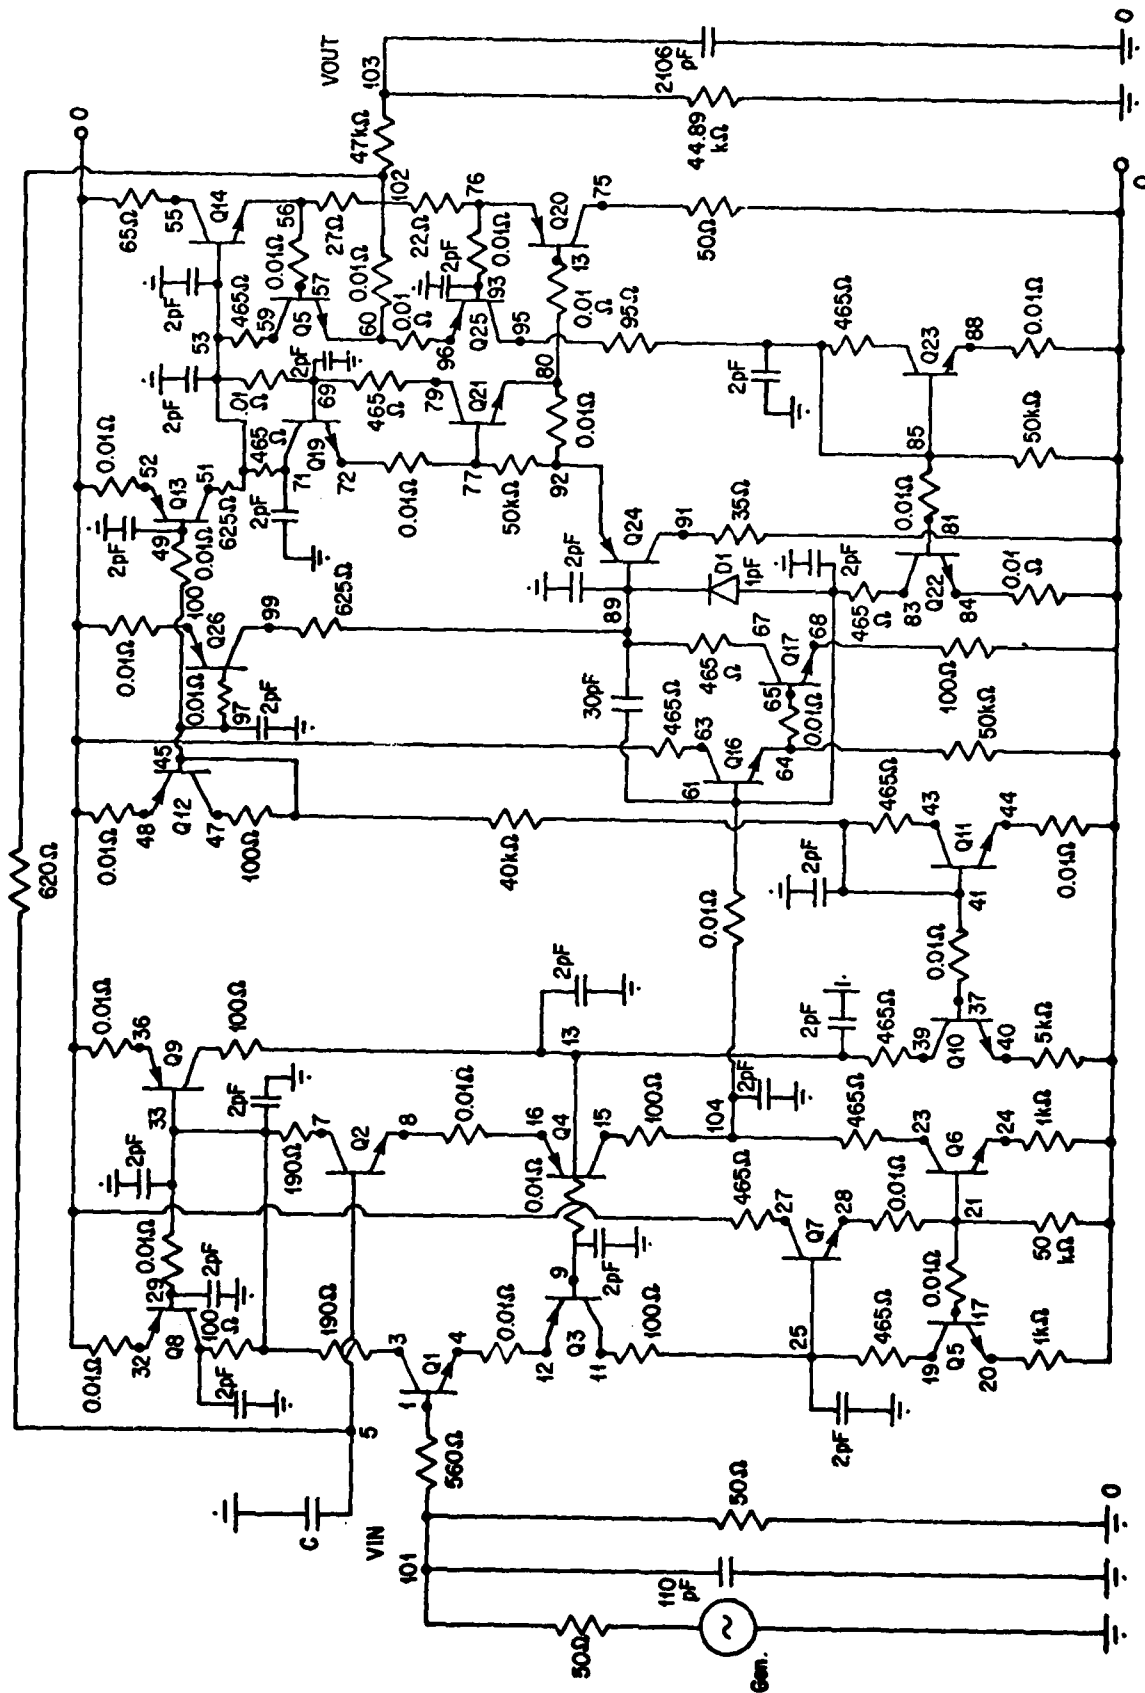 620Ω
0.01Ω
32
Q8
29
2pF
100
Ω
2pF
0.01Ω
2pF
33
0.01Ω
36
Q9
100Ω
2pF
0.01Ω
48
Q12
47
100Ω
45
0.01Ω
97
2pF
0.01Ω
100
Q26
99
625Ω
0.01Ω
49
2pF
0.01Ω
52
Q13
51
625Ω
2pF
53
2pF
65Ω
55
Q14
56
0
C
5
190Ω
3
Q1
4
0.01Ω
190Ω
7
Q2
8
0.01Ω
13
2pF
40kΩ
465
Ω
71
2pF
Q19
72
.01
Ω
69
2pF
465Ω
59
0.01Ω
57
Q5
60
27Ω
102
47kΩ
103
VOUT
VIN
101
560Ω
1
12
Q3
11
9
0.01Ω
2pF
16
Q4
15
100Ω
100Ω
0.01Ω
77
50kΩ
92
465
Ω
79
Q21
80
0.01Ω
0.01
Ω
96
Q25
95
93
2pF
22Ω
0.01Ω
76
0.01
Ω
13
Q20
75
50Ω
95Ω
50Ω
Gen.
110
pF
50Ω
0
25
2pF
465Ω
19
Q5
20
17
0.01Ω
1kΩ
465Ω
27
Q7
28
0.01Ω
21
50
kΩ
104
2pF
465Ω
23
Q6
24
1kΩ
0.01Ω
2pF
465Ω
39
Q10
40
37
5kΩ
0.01Ω
2pF
465Ω
43
Q11
44
41
0.01Ω
465Ω
63
61
Q16
64
50kΩ
30pF
465
Ω
67
Q17
68
65
0.01Ω
100Ω
89
2pF
Q24
91
35Ω
D1
1pF
2pF
465
Ω
83
Q22
84
81
0.01
Ω
0.01Ω
85
50kΩ
2pF
465Ω
Q23
88
0.01Ω
44.89
kΩ
2106
pF
0
0